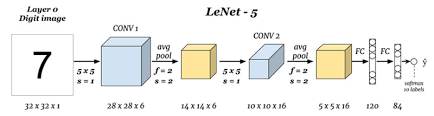 LeNet - 5
Layer 0
Digit image
7
32 x 32 x 1
CONV 1
5 x 5
s = 1
28 x 28 x 6
avg
pool
f = 2
s = 2
14 x 14 x 6
CONV 2
5 x 5
s = 1
10 x 10 x 16
avg
pool
f = 2
s = 2
5 x 5 x 16
FC
120
FC
84
ŷ
softmax
10 labels